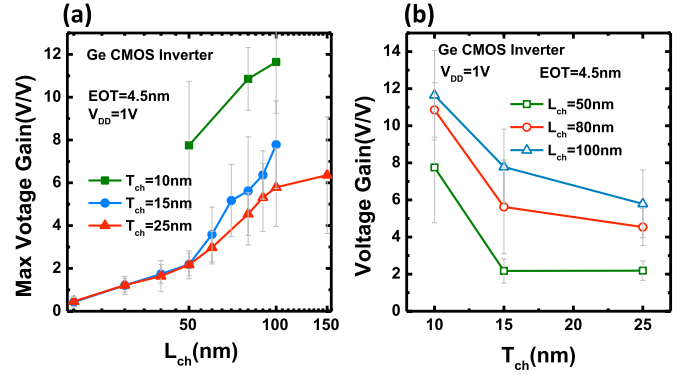 (a)
Ge CMOS Inverter
EOT=4.5nm
V_DD=1V
T_ch=10nm
T_ch=15nm
T_ch=25nm
Max Votage Gain(V/V)
12
10
8
6
4
2
0
50
100
150
L_ch(nm)
(b)
Ge CMOS Inverter
V_DD=1V
EOT=4.5nm
L_ch=50nm
L_ch=80nm
L_ch=100nm
Voltage Gain(V/V)
14
12
10
8
6
4
2
0
10
15
20
25
T_ch(nm)